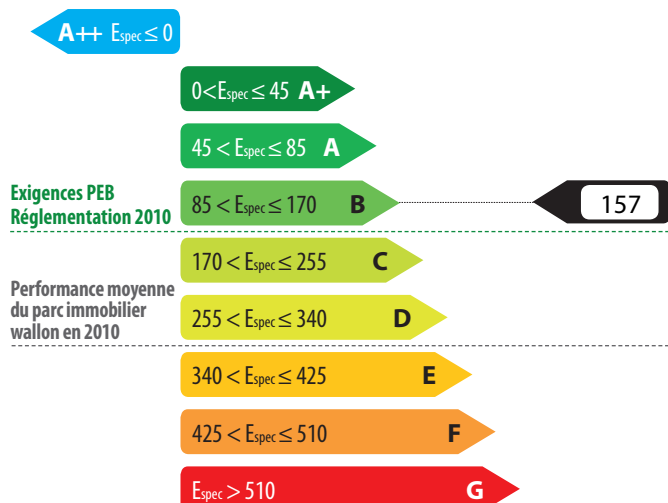 A++ Espec ≤ 0
0<Espec ≤ 45 A+
45 < Espec ≤ 85 A
Exigences PEB
Réglementation 2010
85 < Espec ≤ 170 B
157
170 < Espec ≤ 255 C
Performance moyenne
du parc immobilier
wallon en 2010
255 < Espec ≤ 340 D
340 < Espec ≤ 425 E
425 < Espec ≤ 510 F
Espec > 510 G